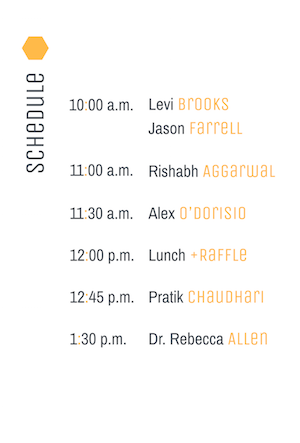 Schedule
10:00 a.m. Levi Brooks
Jason Farrell
11:00 a.m. Rishabh Aggarwal
11:30 a.m. Alex O'Dorisio
12:00 p.m. Lunch +Raffle
12:45 p.m. Pratik Chaudhari
1:30 p.m. Dr. Rebecca Allen